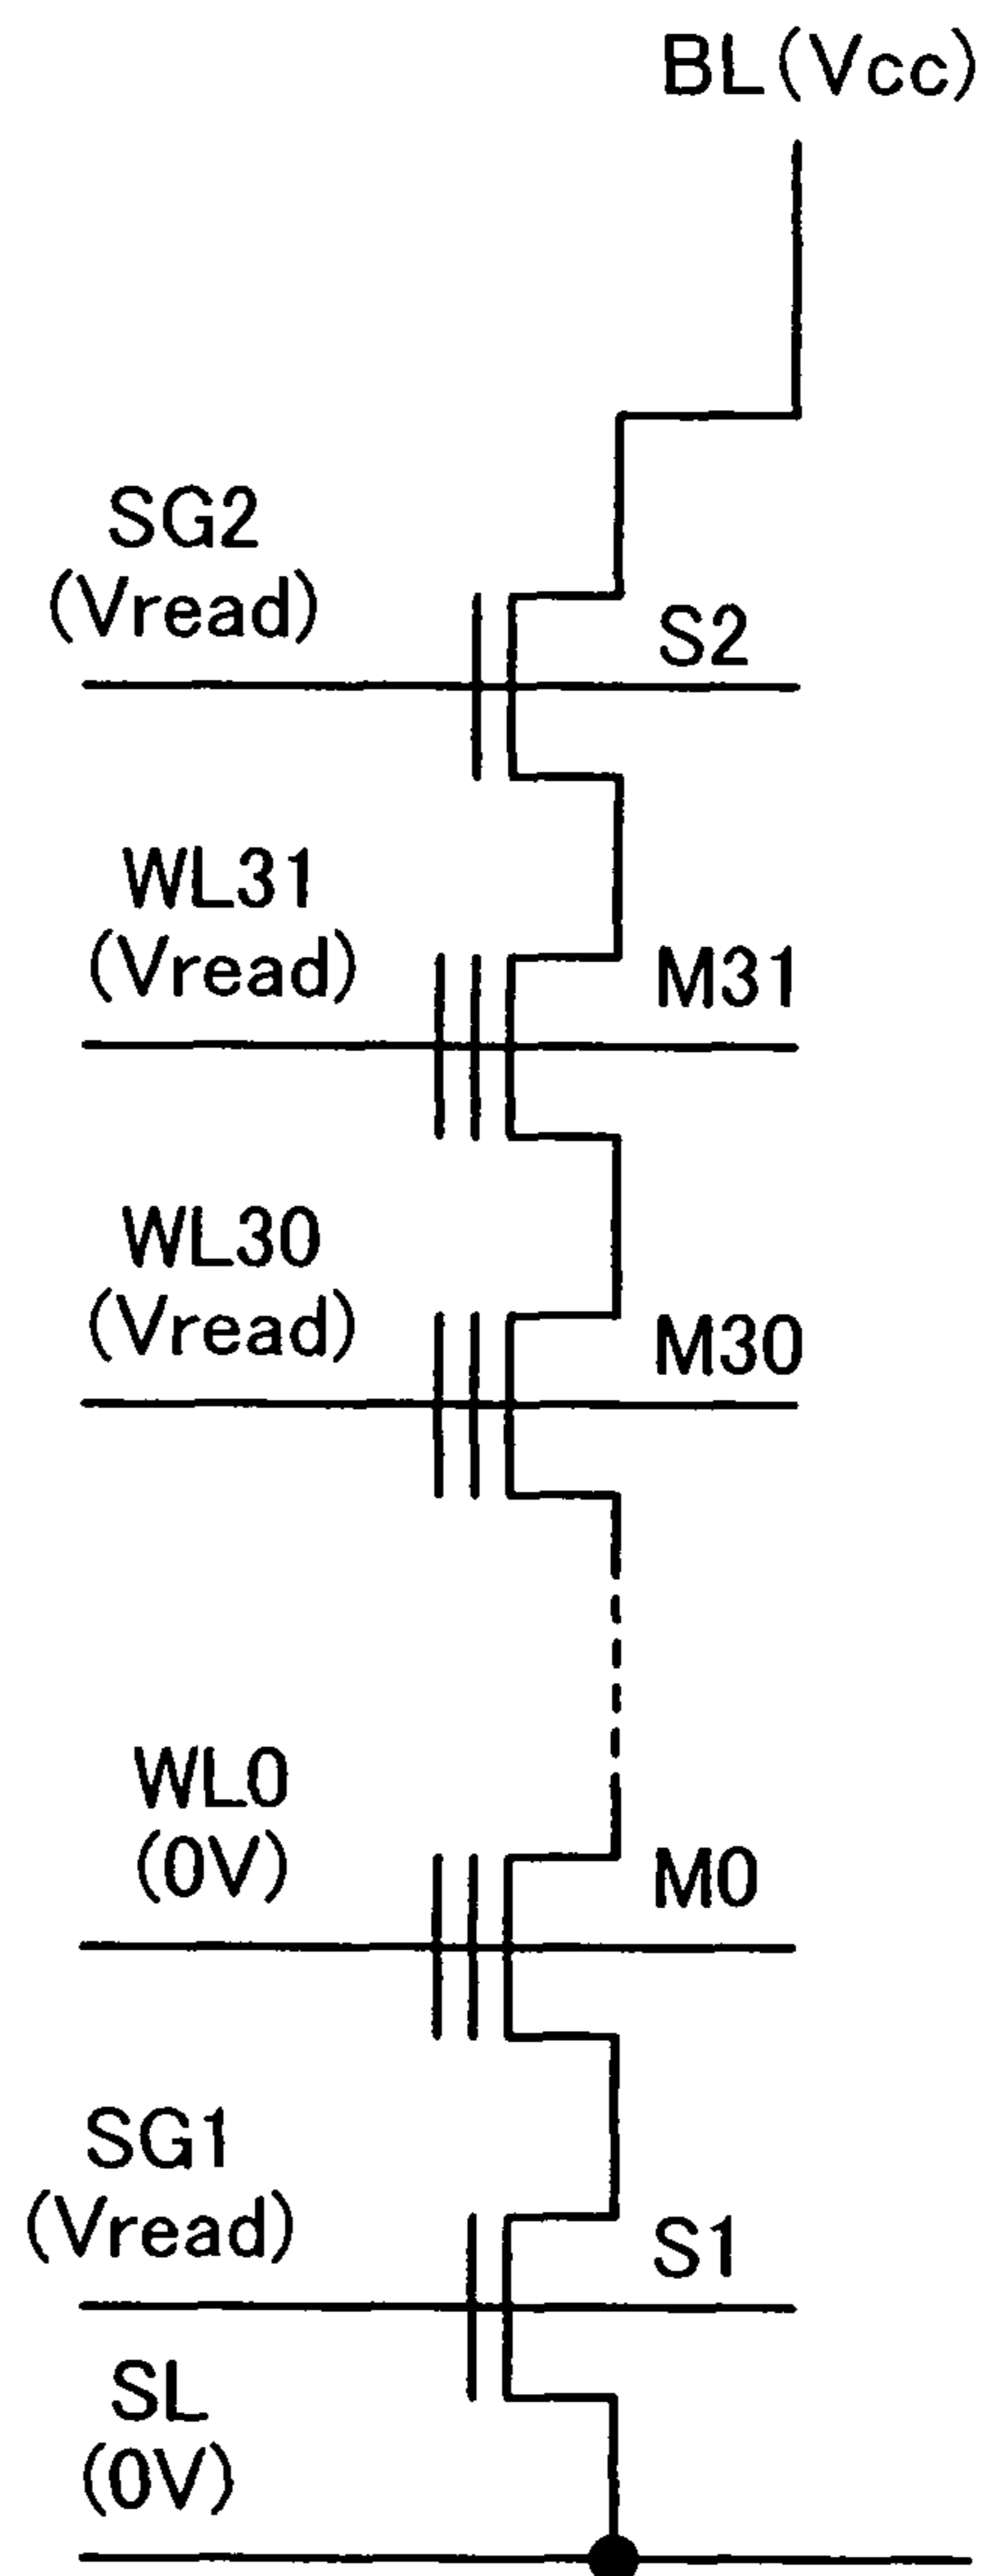 BL(Vcc)
SG2
(Vread)
S2
WL31
(Vread)
M31
WL30
(Vread)
M30
WL0
(0V)
M0
SG1
(Vread)
S1
SL
(0V)